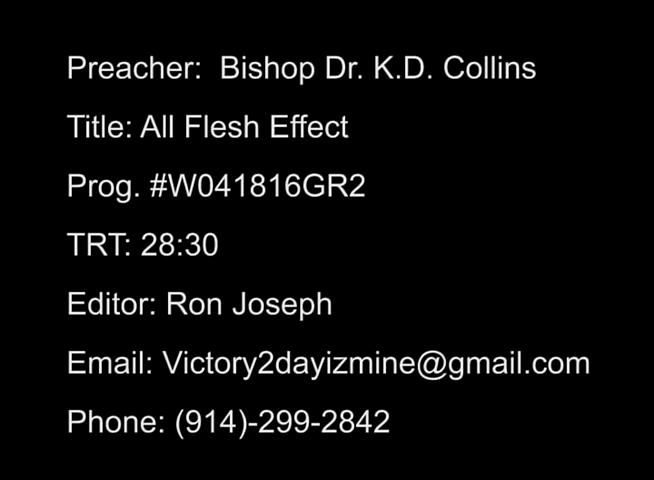 Preacher:  Bishop Dr. K.D. Collins
Title: All Flesh Effect
Prog. #W041816GR2
TRT: 28:30
Editor: Ron Joseph
Email: Victory2dayizmine@gmail.com
Phone: (914)-299-2842